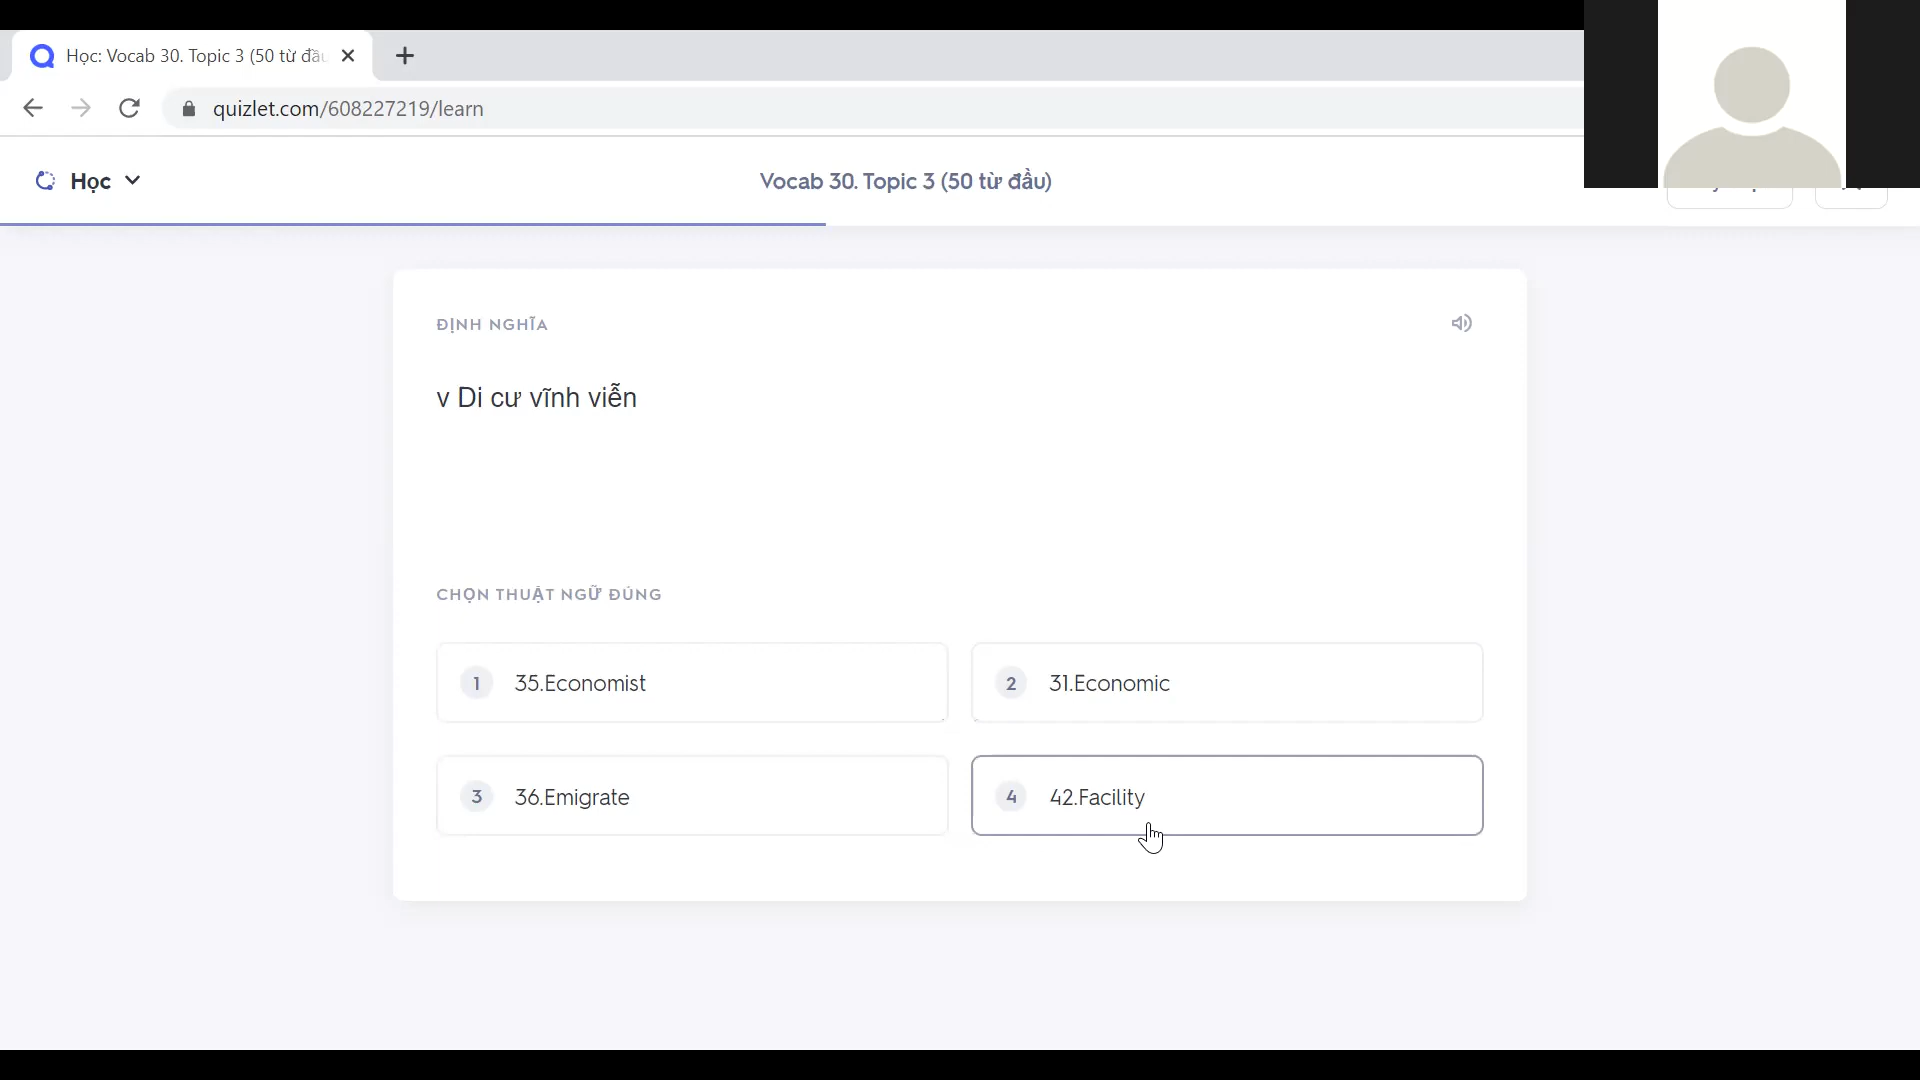 Học: Vocab 30. Topic 3 (50 từ đầu
quizlet.com/608227219/learn
Học
Vocab 30. Topic 3 (50 từ đầu)
ĐỊNH NGHĨA
v Di cư vĩnh viễn
CHỌN THUẬT NGỮ ĐÚNG
1 35.Economist
2 31.Economic
3 36.Emigrate
4 42.Facility